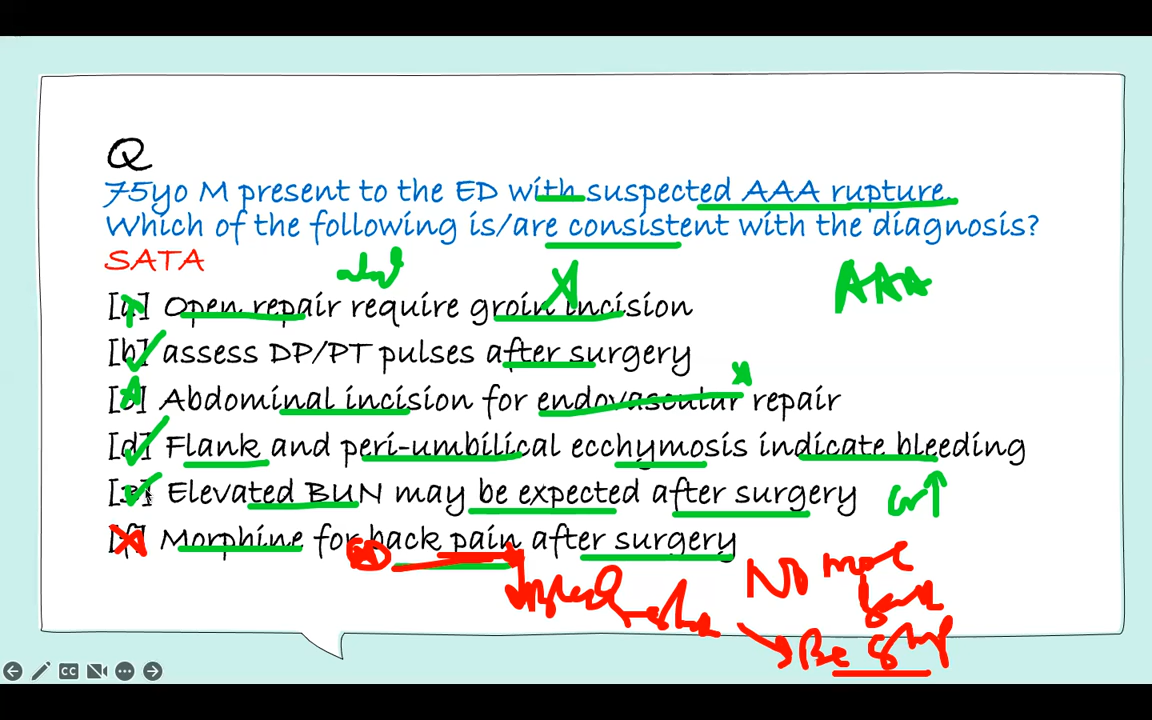 Q
75yo M present to the ED with suspected AAA rupture.
Which of the following is/are consistent with the diagnosis?
SATA
[a] Open repair require groin incision
AAA
[b] assess DP/PT pulses after surgery
[c] Abdominal incision for endovascular repair
[d] Flank and peri-umbilical ecchymosis indicate bleeding
[e] Elevated BUN may be expected after surgery
Cr↑
[f] Morphine for back pain after surgery
No more
CC